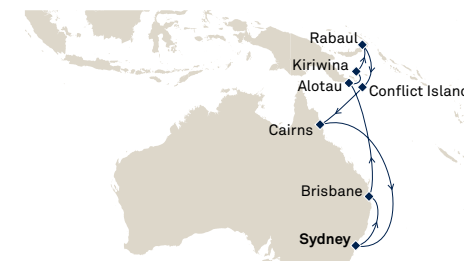 Rabaul
Kiriwina
Alotau
Conflict Island
Cairns
Brisbane
Sydney